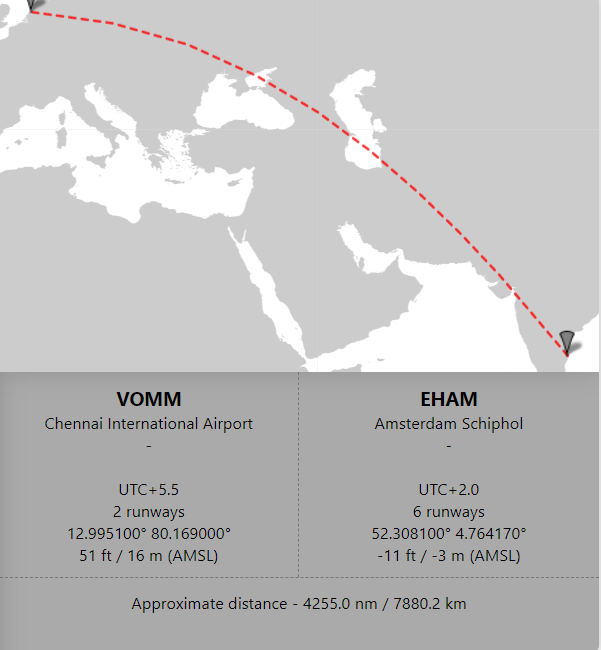 VOMM
Chennai International Airport
-
UTC+5.5
2 runways
12.995100° 80.169000°
51 ft / 16 m (AMSL)
EHAM
Amsterdam Schiphol
-
UTC+2.0
6 runways
52.308100° 4.764170°
-11 ft / -3 m (AMSL)
Approximate distance - 4255.0 nm / 7880.2 km